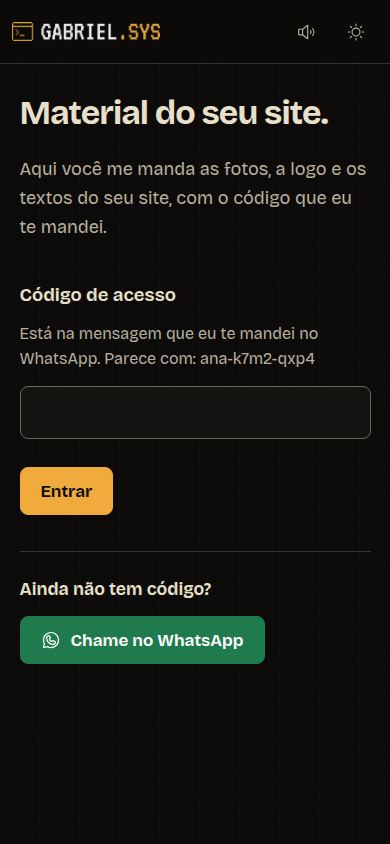 GABRIEL.SYS
Material do seu site.
Aqui você me manda as fotos, a logo e os
textos do seu site, com o código que eu
te mandei.
Código de acesso
Está na mensagem que eu te mandei no
WhatsApp. Parece com: ana-k7m2-qxp4
Entrar
Ainda não tem código?
Chame no WhatsApp